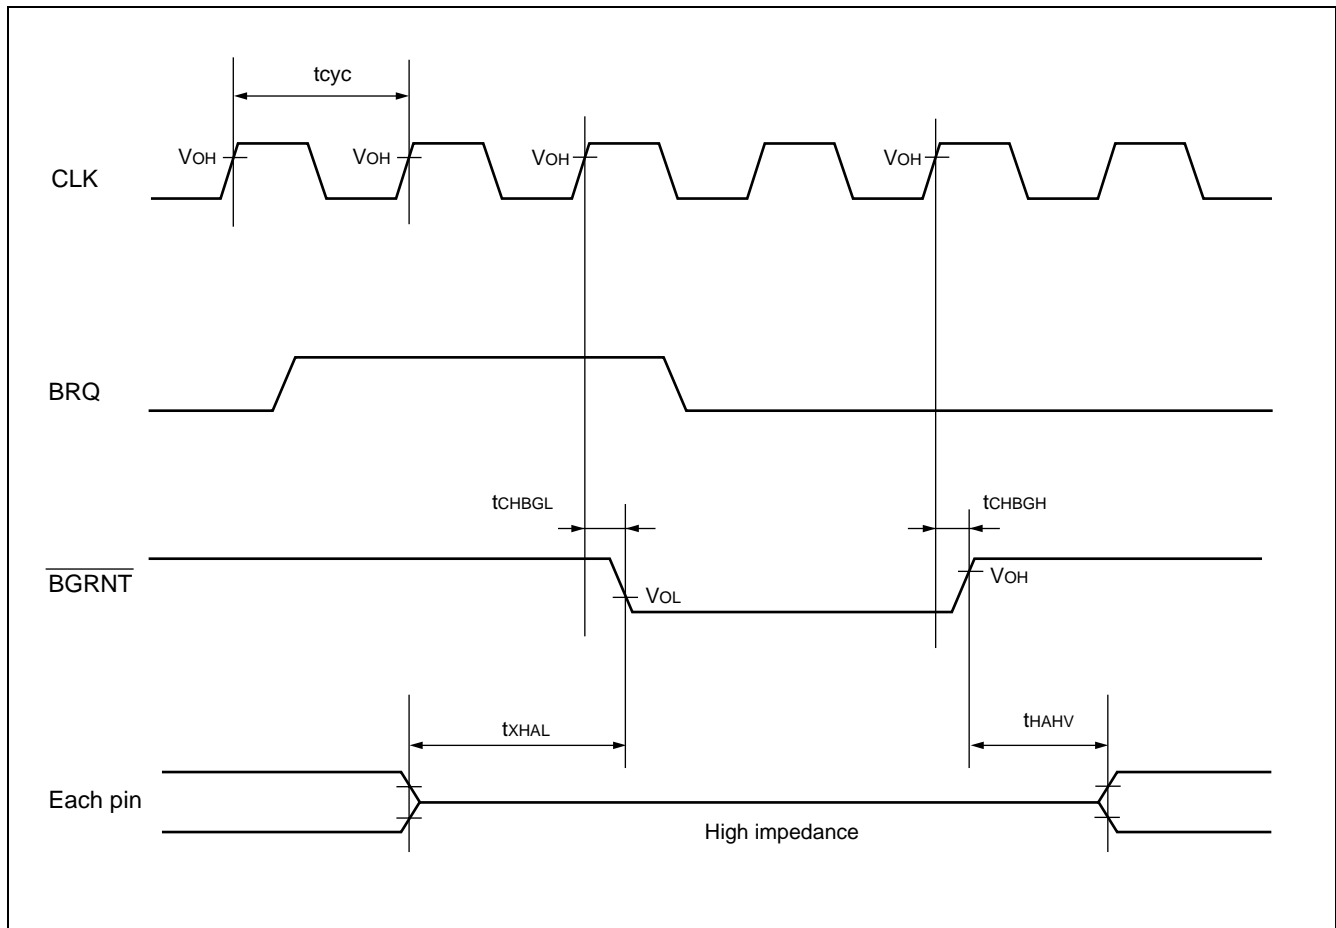 tcyc
VOH VOH VOH VOH
CLK
BRQ
tCHBGL tCHBGH
BGRNT
VOL
VOH
tXHAL tHAHV
Each pin
High impedance